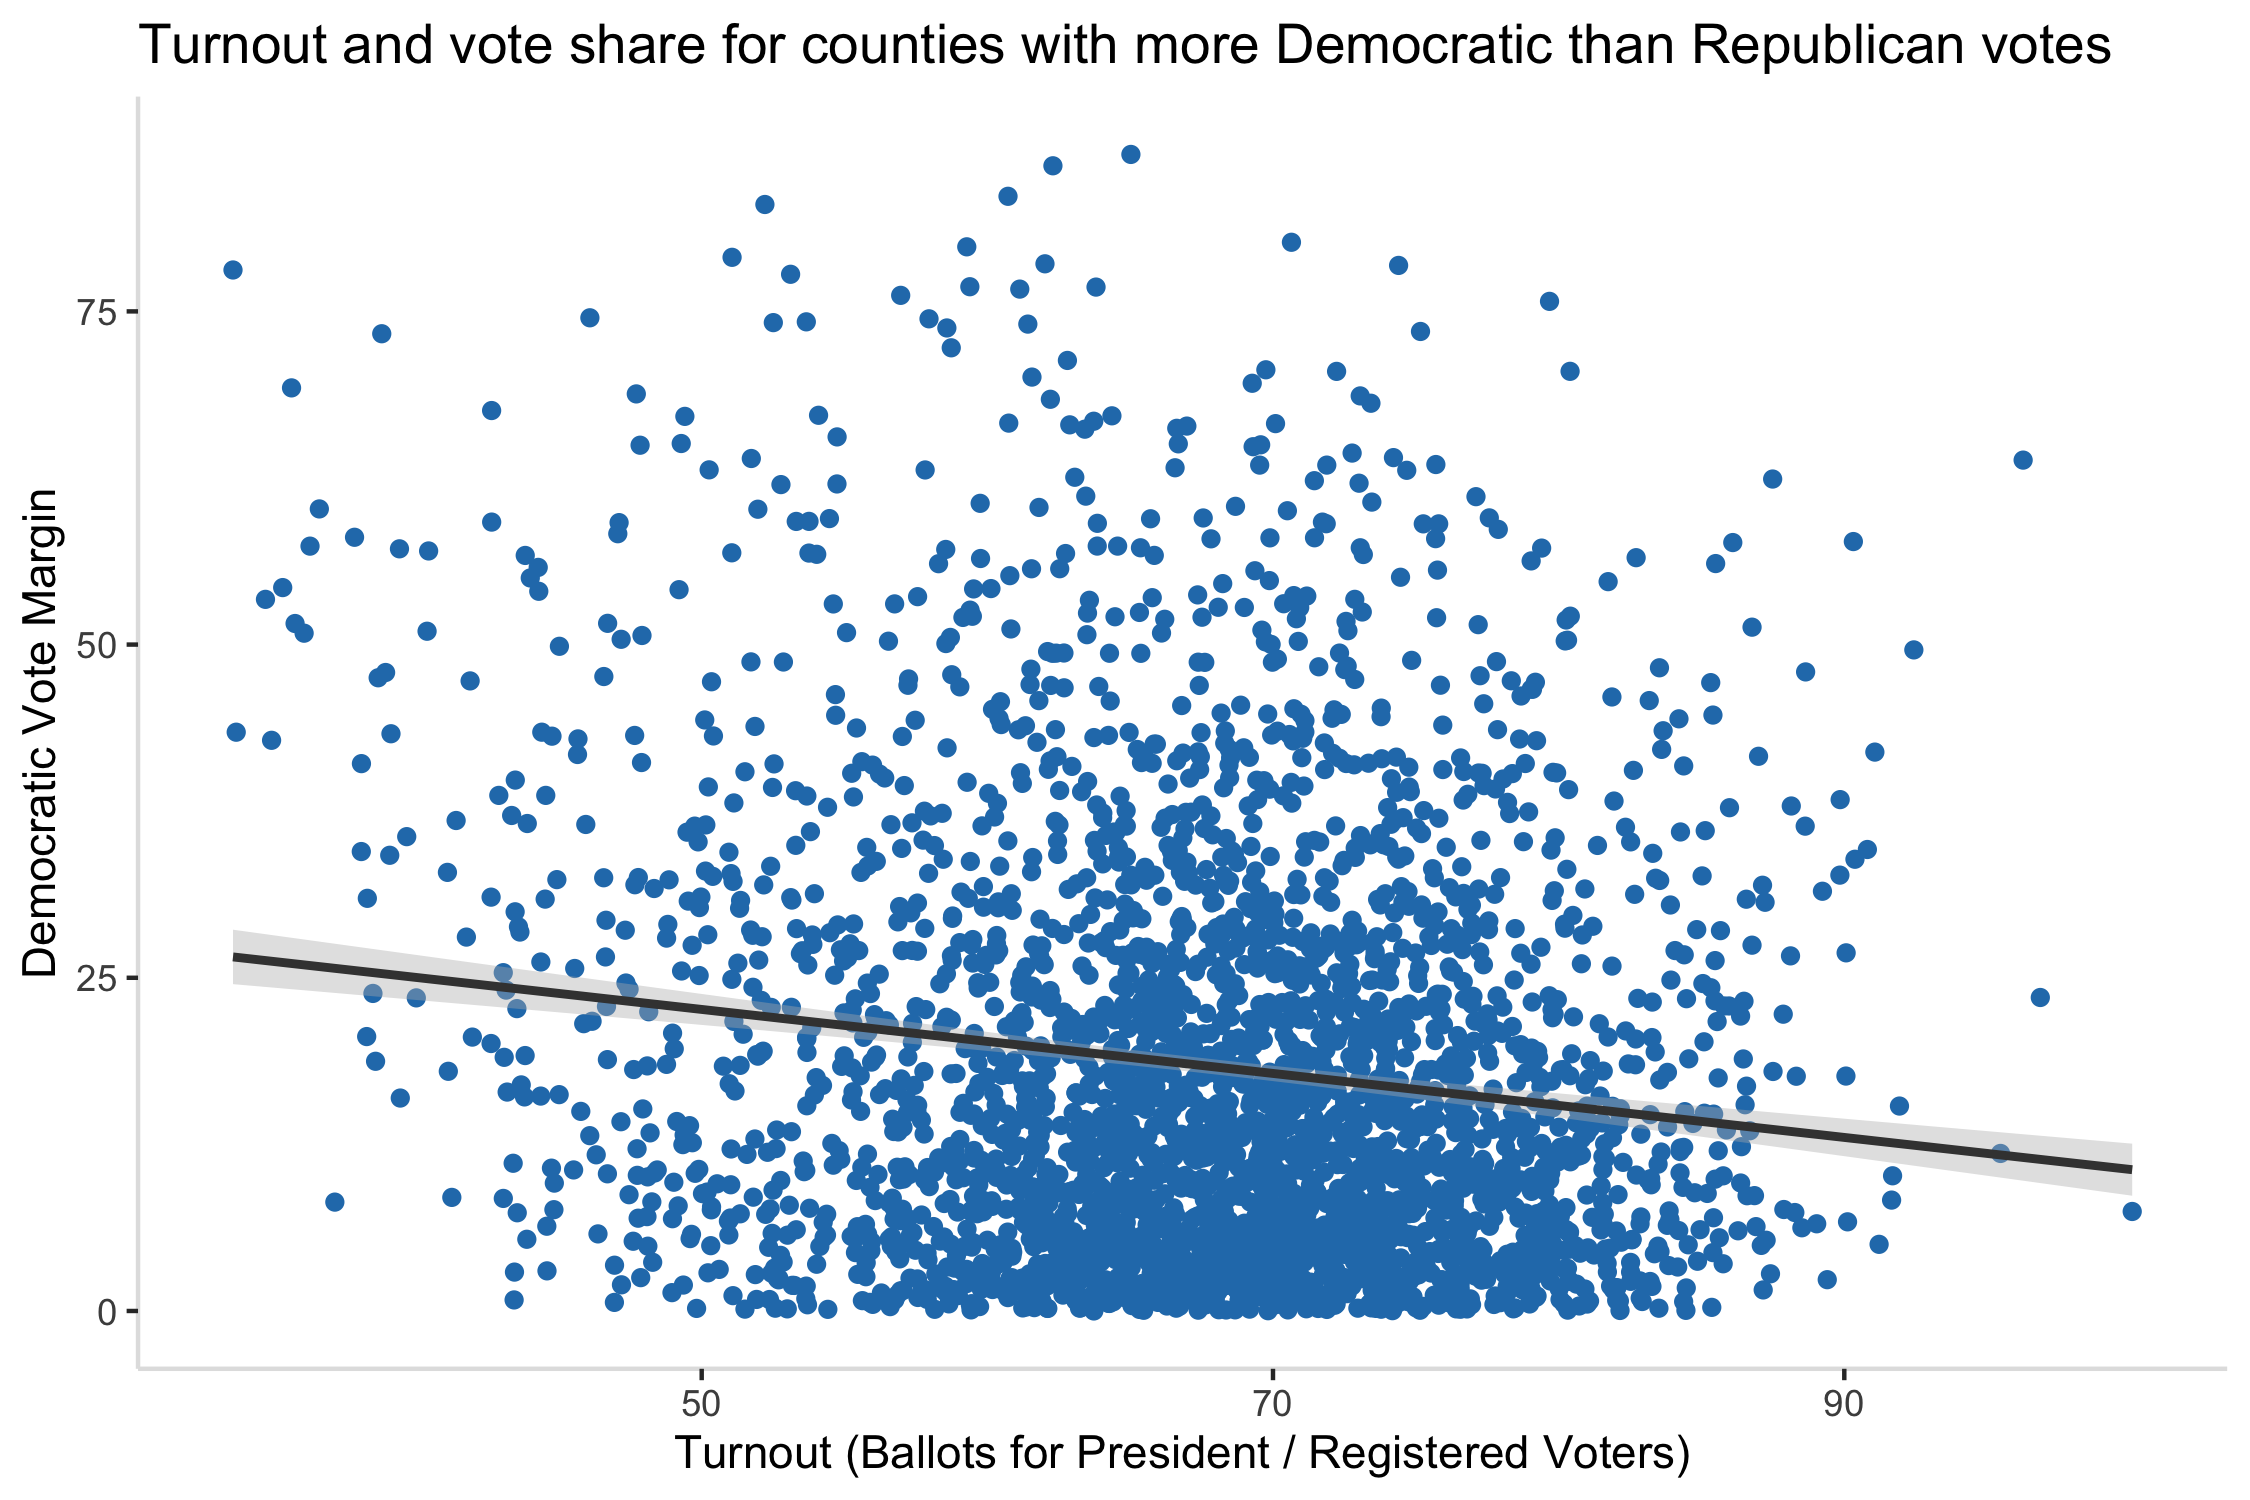 Turnout and vote share for counties with more Democratic than Republican votes
Democratic Vote Margin
75
50
25
0
50
70
90
Turnout (Ballots for President / Registered Voters)